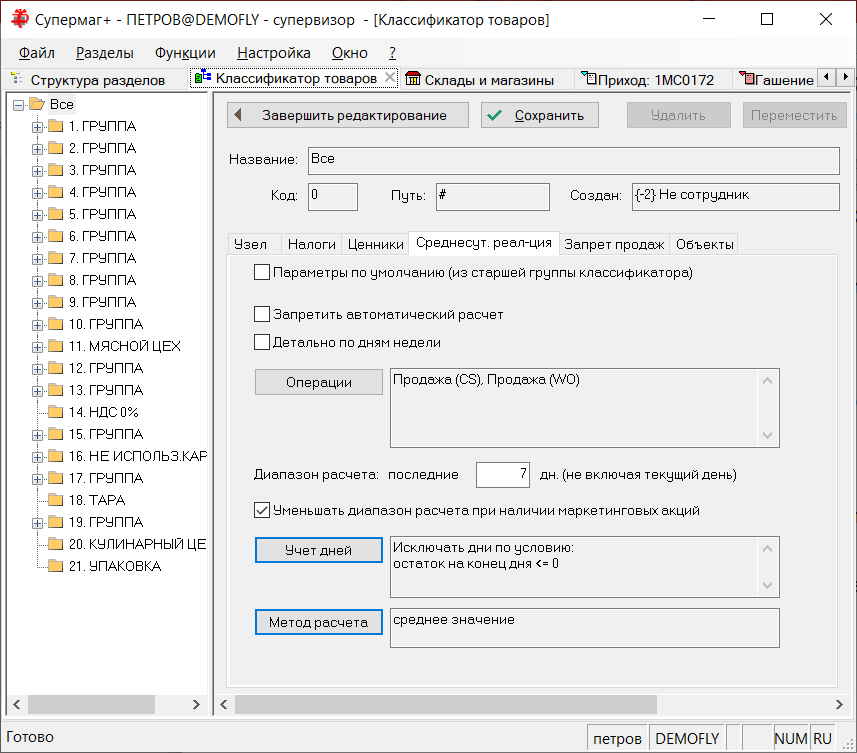 Супермаг+ - ПЕТРОВ@DEMOFLY - супервизор - [Классификатор товаров]
Файл Разделы Функции Настройка Окно ?
Структура разделов Классификатор товаров Склады и магазины Приход: 1МС0172 Гашение
Все
1. ГРУППА
2. ГРУППА
3. ГРУППА
4. ГРУППА
5. ГРУППА
6. ГРУППА
7. ГРУППА
8. ГРУППА
9. ГРУППА
10. ГРУППА
11. МЯСНОЙ ЦЕХ
12. ГРУППА
13. ГРУППА
14. НДС 0%
15. ГРУППА
16. НЕ ИСПОЛЬЗ.КАР
17. ГРУППА
18. ТАРА
19. ГРУППА
20. КУЛИНАРНЫЙ ЦЕ
21. УПАКОВКА
Завершить редактирование Сохранить Удалить Переместить
Название: Все
Код: 0 Путь: # Создан: {-2} Не сотрудник
Узел Налоги Ценники Среднесут. реал-ция Запрет продаж Объекты
Параметры по умолчанию (из старшей группы классификатора)
Запретить автоматический расчет
Детально по дням недели
Операции Продажа (CS), Продажа (WO)
Диапазон расчета: последние 7 дн. (не включая текущий день)
Уменьшать диапазон расчета при наличии маркетинговых акций
Учет дней Исключать дни по условию:
остаток на конец дня <= 0
Метод расчета среднее значение
Готово петров DEMOFLY NUM RU